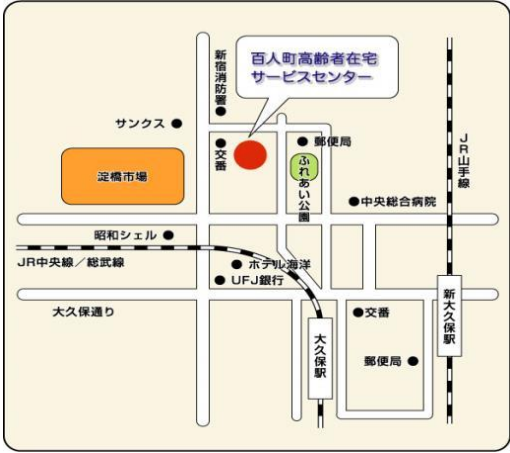 百人町高齢者在宅
サービスセンター
新宿消防署
サンクス
交番
郵便局
ふれあい公園
淀橋市場
中央総合病院
JR山手線
昭和シェル
JR中央線/総武線
ホテル海洋
UFJ銀行
大久保通り
大久保駅
交番
郵便局
新大久保駅